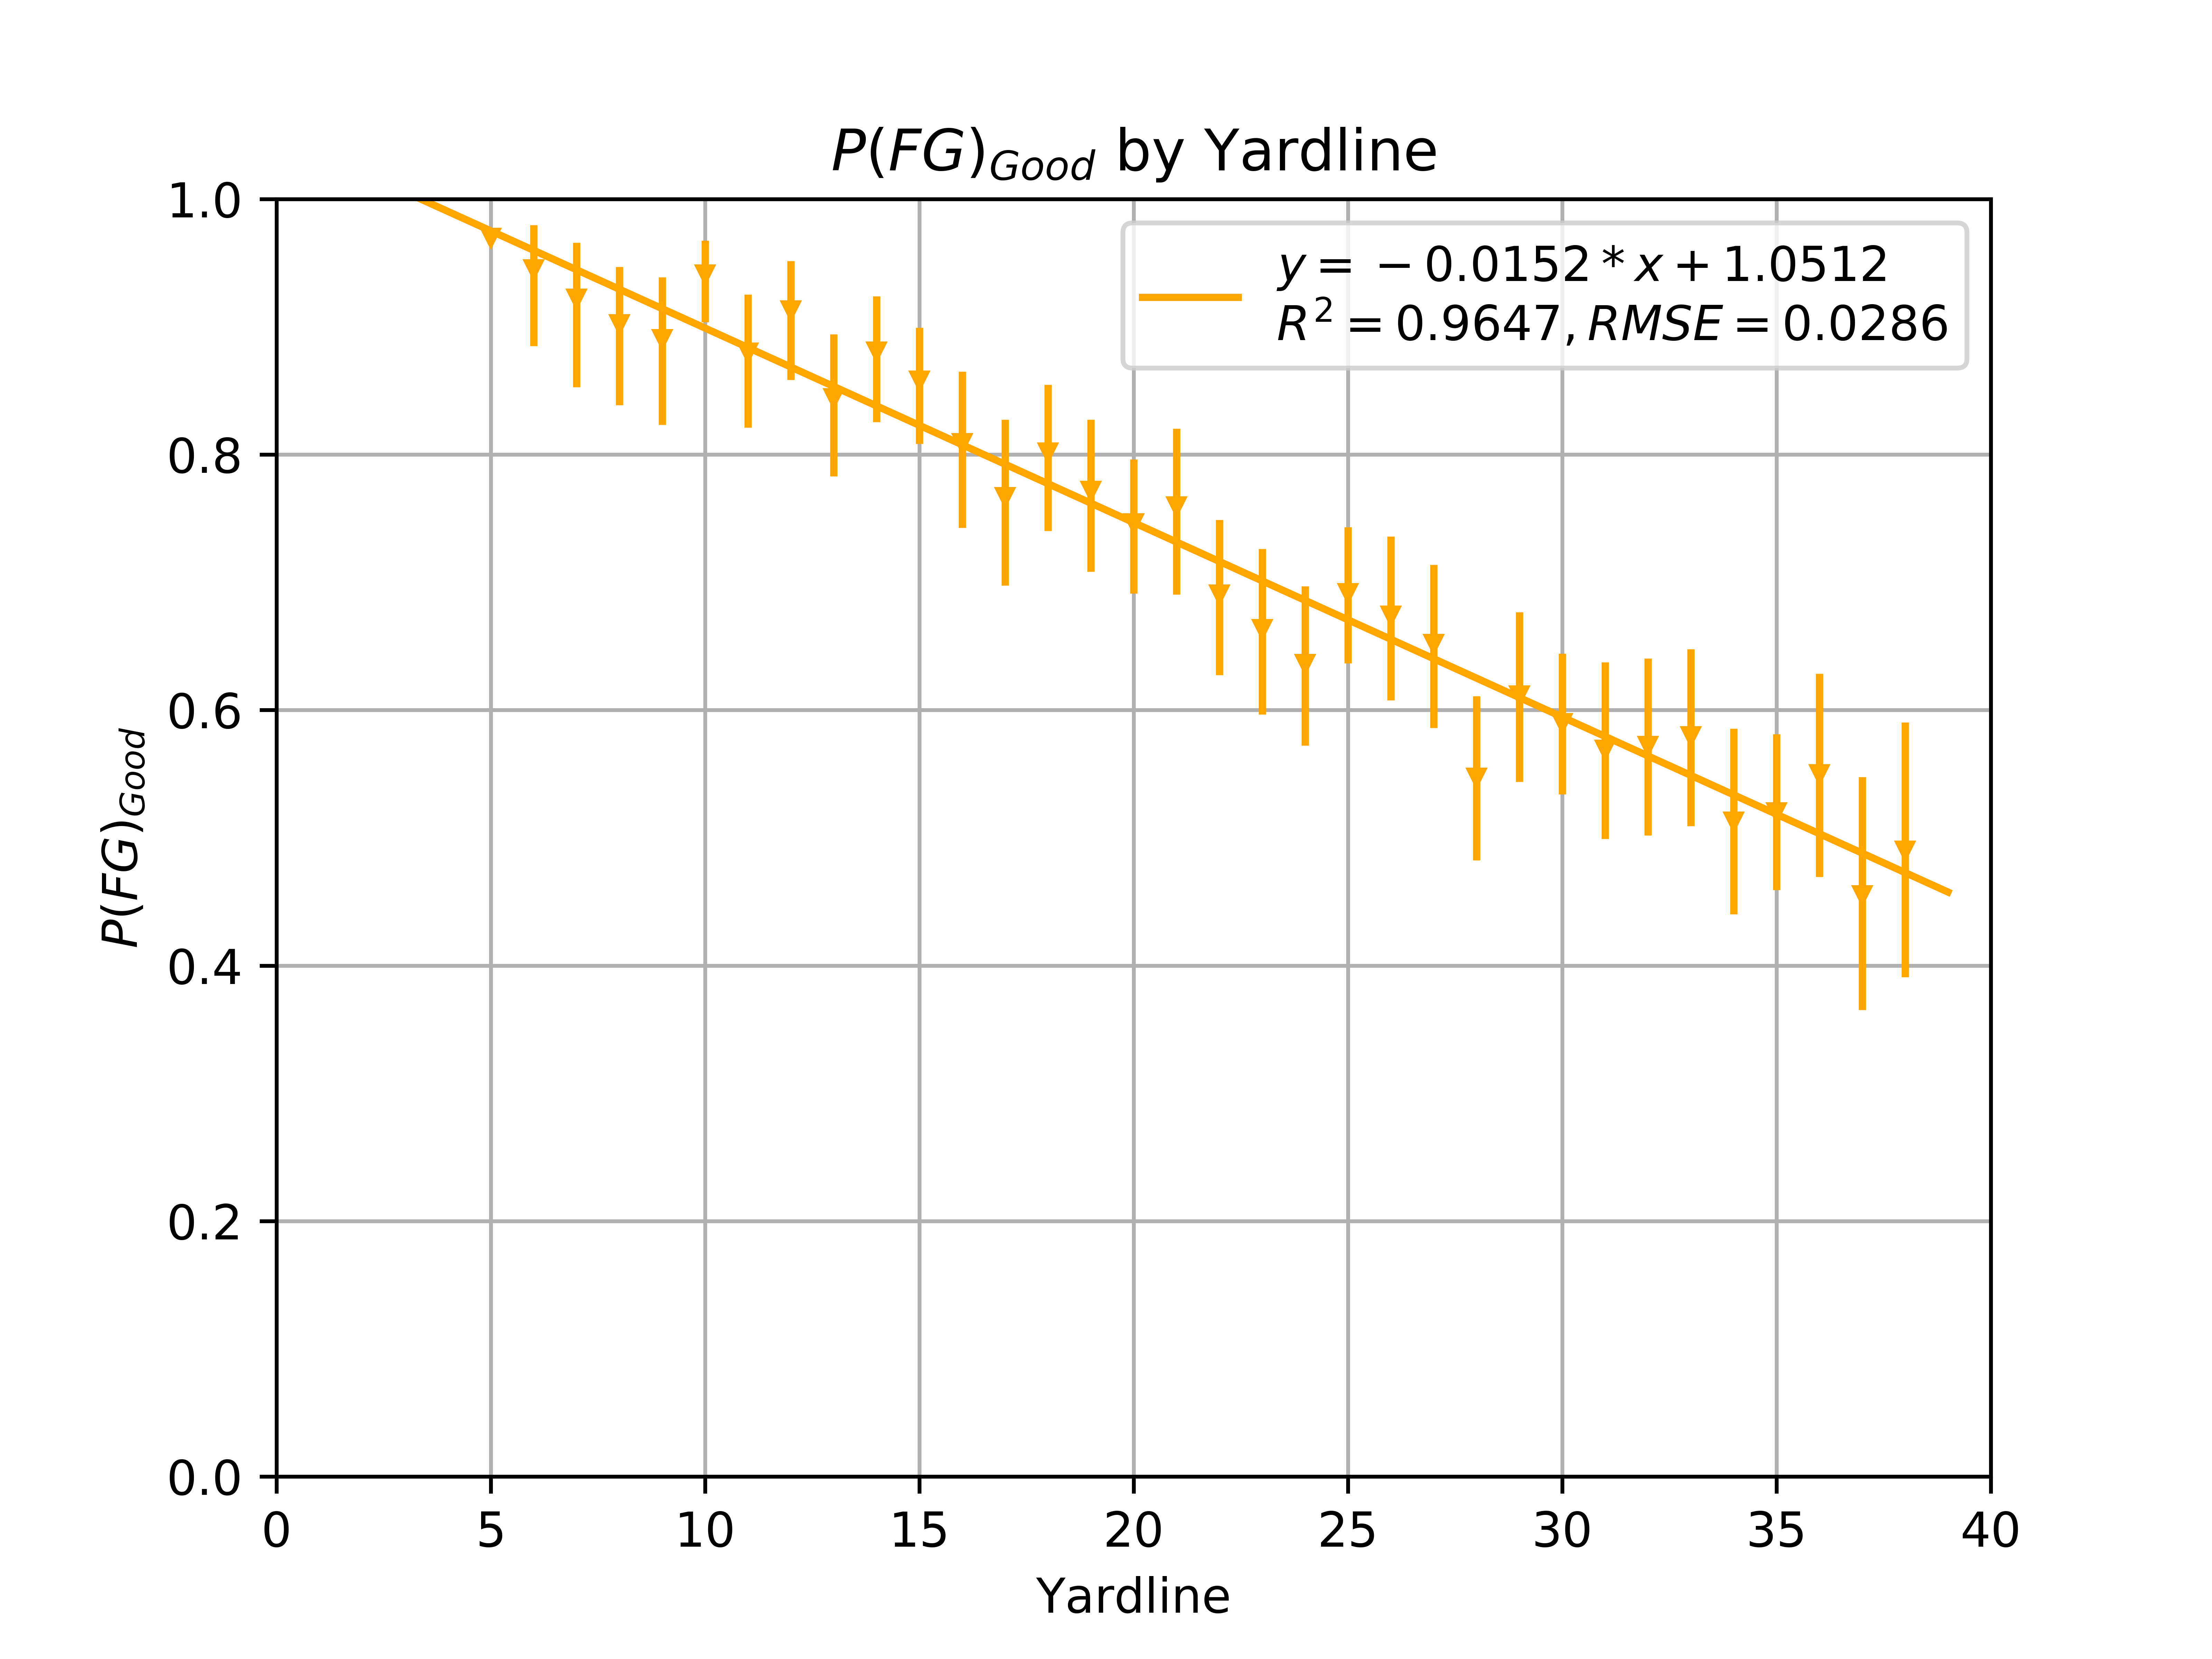 P(FG)_{Good} by Yardline
y = −0.0152 * x + 1.0512
R² = 0.9647, RMSE = 0.0286
P(FG)_{Good}
1.0
0.8
0.6
0.4
0.2
0.0
0 5 10 15 20 25 30 35 40
Yardline